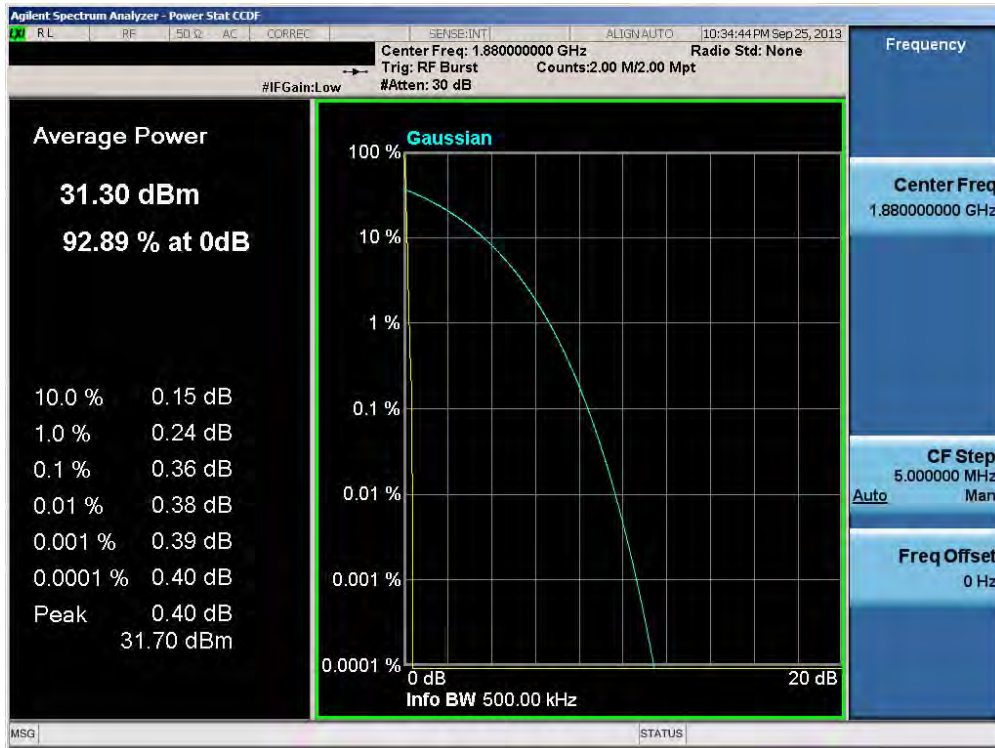 Agilent Spectrum Analyzer - Power Stat CCDF
LXI RL RF 50 Ω AC CORREC SENSE:INT ALIGN AUTO 10:34:44 PM Sep 25, 2013
Center Freq: 1.880000000 GHz Radio Std: None
Trig: RF Burst Counts:2.00 M/2.00 Mpt
#IFGain:Low #Atten: 30 dB
Average Power
31.30 dBm
92.89 % at 0dB
10.0 % 0.15 dB
1.0 % 0.24 dB
0.1 % 0.36 dB
0.01 % 0.38 dB
0.001 % 0.39 dB
0.0001 % 0.40 dB
Peak 0.40 dB
31.70 dBm
Gaussian
100 %
10 %
1 %
0.1 %
0.01 %
0.001 %
0.0001 %
0 dB 20 dB
Info BW 500.00 kHz
Frequency
Center Freq
1.880000000 GHz
CF Step
5.000000 MHz
Auto Man
Freq Offset
0 Hz
MSG STATUS